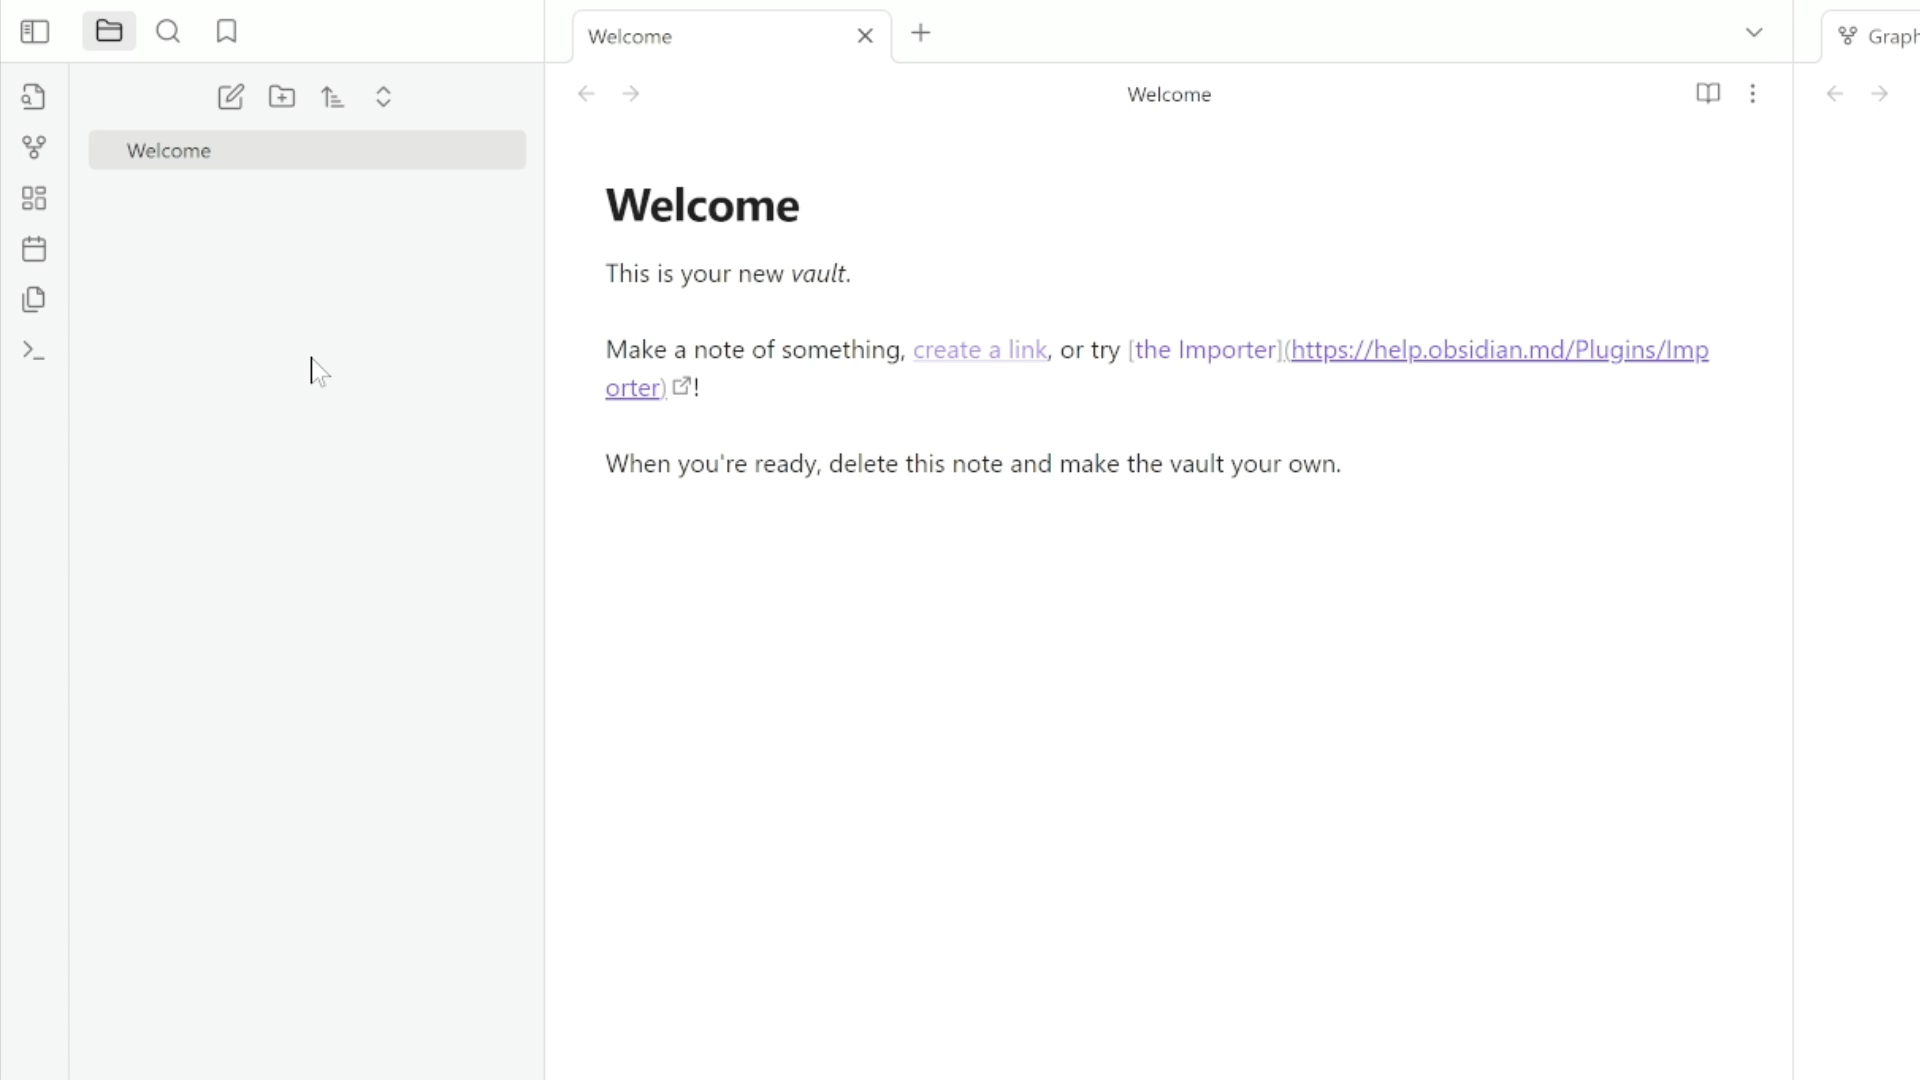 Welcome
Graph
Welcome
Welcome
Welcome
This is your new vault.
Make a note of something, create a link, or try [the Importer](https://help.obsidian.md/Plugins/Imp
orter)!
When you're ready, delete this note and make the vault your own.